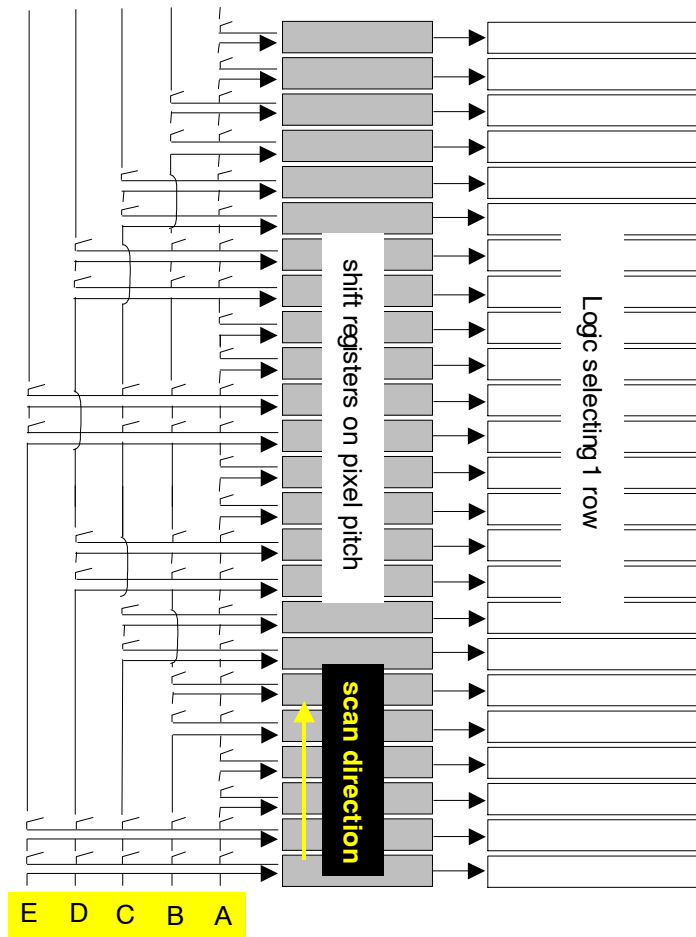 shift registers on pixel pitch
Logic selecting 1 row
scan direction
E D C B A